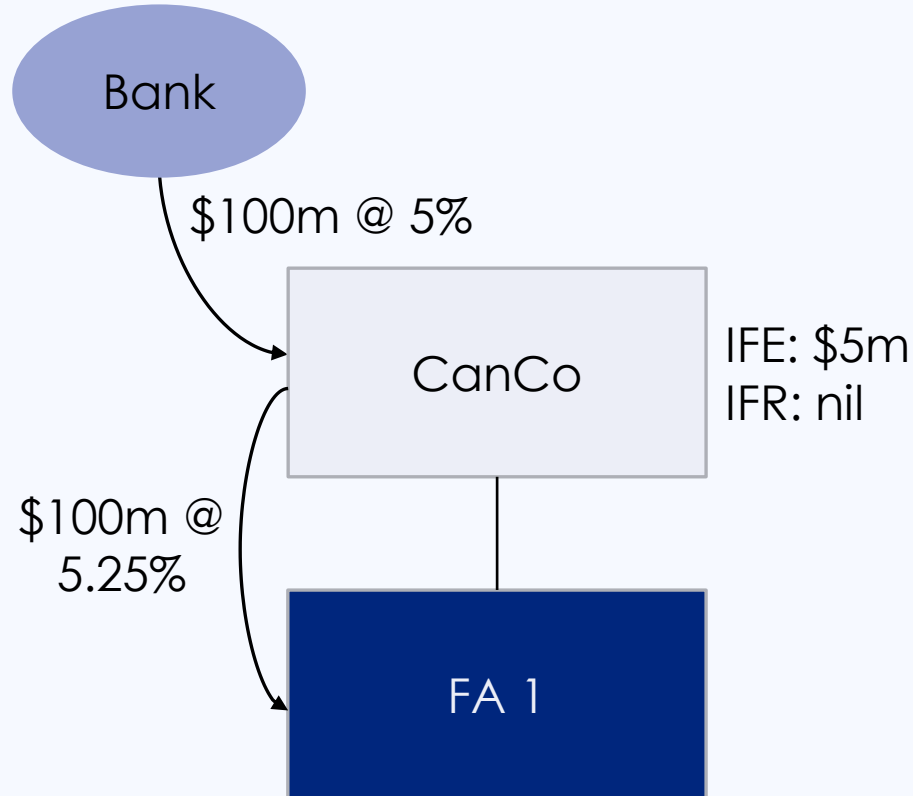 Bank
$100m @ 5%
CanCo
IFE: $5m
IFR: nil
$100m @
5.25%
FA 1